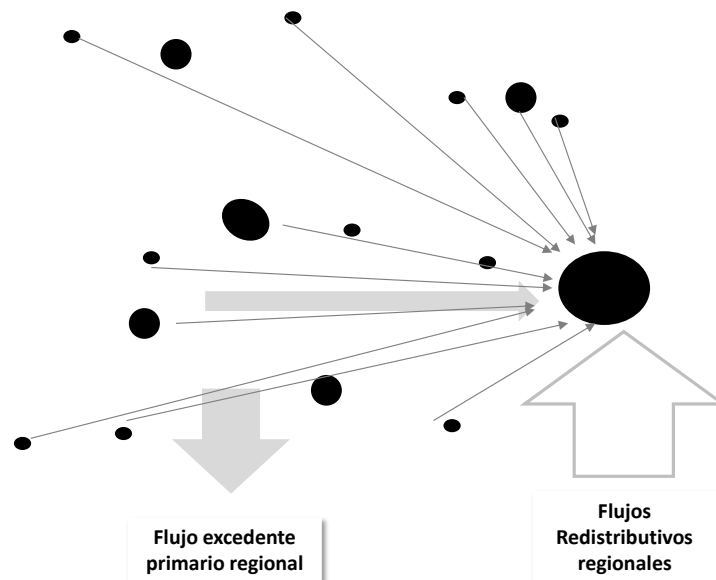 Flujo excedente
primario regional
Flujos
Redistributivos
regionales